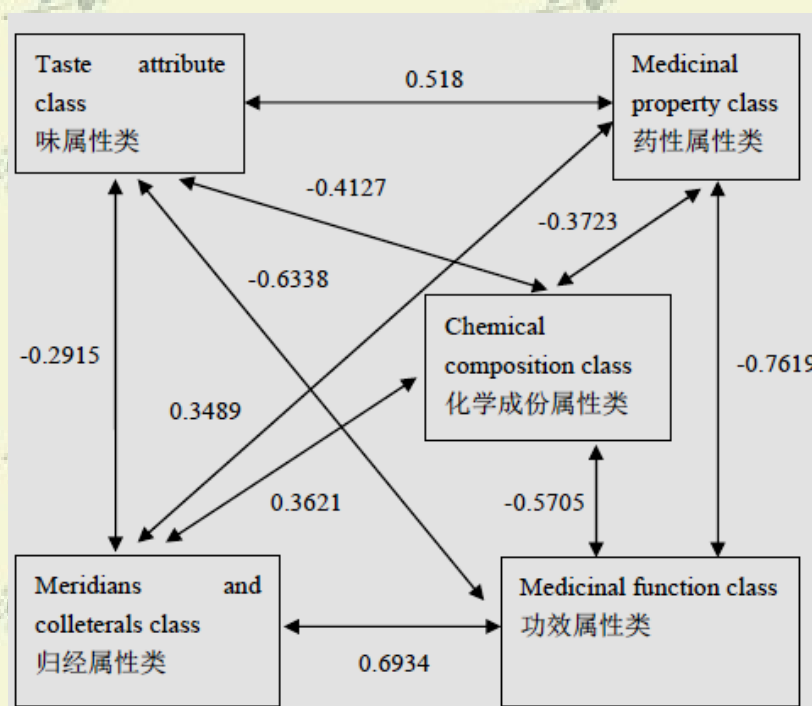 Taste attribute
class
味属性类
0.518
Medicinal
property class
药性属性类
-0.4127
-0.3723
-0.6338
Chemical
composition class
化学成份属性类
-0.2915
-0.7619
0.3489
0.3621
-0.5705
Meridians and
colleterals class
归经属性类
Medicinal function class
功效属性类
0.6934